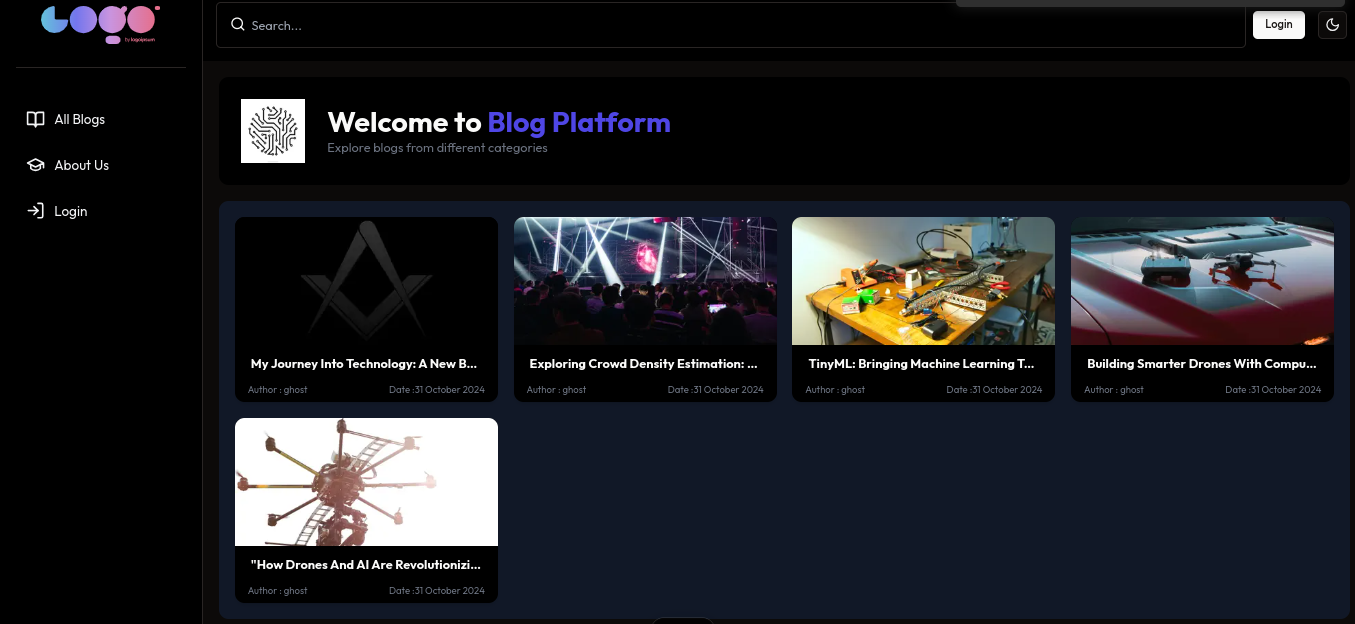 Logo
by logoipsum
Search...
Login
All Blogs
About Us
Login
Welcome to Blog Platform
Explore blogs from different categories
My Journey Into Technology: A New B...
Author : ghost Date :31 October 2024
Exploring Crowd Density Estimation: ...
Author : ghost Date :31 October 2024
TinyML: Bringing Machine Learning T...
Author : ghost Date :31 October 2024
Building Smarter Drones With Compu...
Author : ghost Date :31 October 2024
"How Drones And AI Are Revolutionizi...
Author : ghost Date :31 October 2024